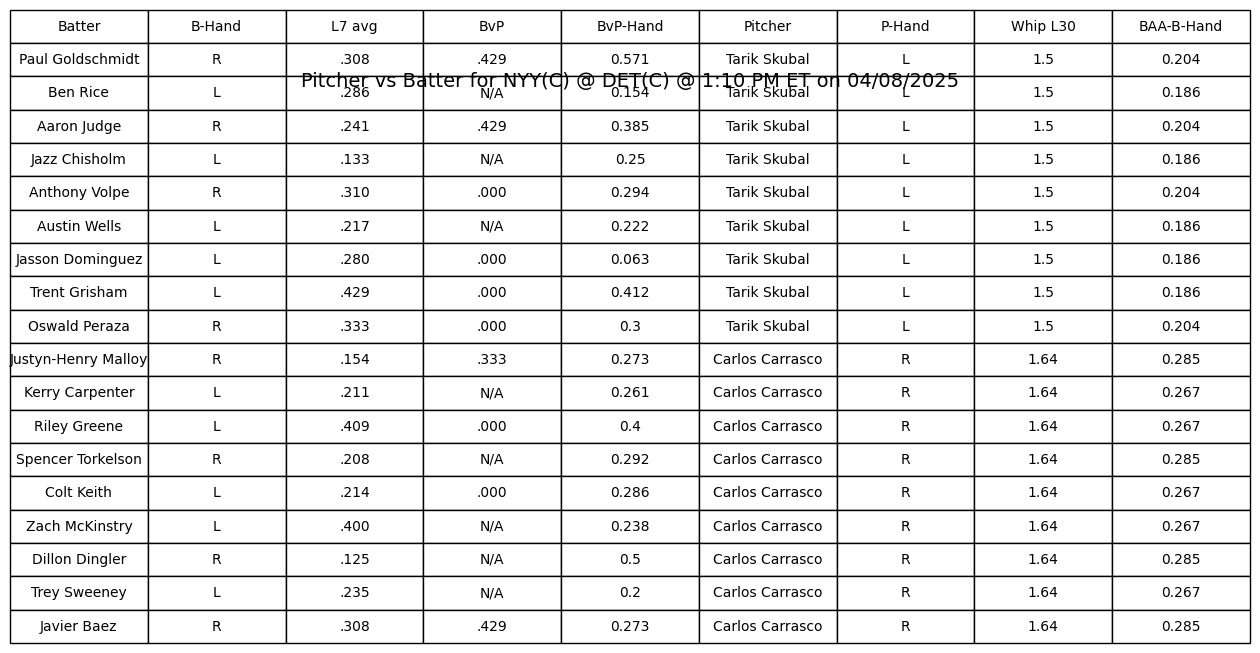 Batter B-Hand L7 avg BvP BvP-Hand Pitcher P-Hand Whip L30 BAA-B-Hand
Paul Goldschmidt R .308 .429 0.571 Tarik Skubal L 1.5 0.204
Pitcher vs Batter for NYY(C) @ DET(C) @ 1:10 PM ET on 04/08/2025
Ben Rice L .286 N/A 0.154 Tarik Skubal L 1.5 0.186
Aaron Judge R .241 .429 0.385 Tarik Skubal L 1.5 0.204
Jazz Chisholm L .133 N/A 0.25 Tarik Skubal L 1.5 0.186
Anthony Volpe R .310 .000 0.294 Tarik Skubal L 1.5 0.204
Austin Wells L .217 N/A 0.222 Tarik Skubal L 1.5 0.186
Jasson Dominguez L .280 .000 0.063 Tarik Skubal L 1.5 0.186
Trent Grisham L .429 .000 0.412 Tarik Skubal L 1.5 0.186
Oswald Peraza R .333 .000 0.3 Tarik Skubal L 1.5 0.204
Justyn-Henry Malloy R .154 .333 0.273 Carlos Carrasco R 1.64 0.285
Kerry Carpenter L .211 N/A 0.261 Carlos Carrasco R 1.64 0.267
Riley Greene L .409 .000 0.4 Carlos Carrasco R 1.64 0.267
Spencer Torkelson R .208 N/A 0.292 Carlos Carrasco R 1.64 0.285
Colt Keith L .214 .000 0.286 Carlos Carrasco R 1.64 0.267
Zach McKinstry L .400 N/A 0.238 Carlos Carrasco R 1.64 0.267
Dillon Dingler R .125 N/A 0.5 Carlos Carrasco R 1.64 0.285
Trey Sweeney L .235 N/A 0.2 Carlos Carrasco R 1.64 0.267
Javier Baez R .308 .429 0.273 Carlos Carrasco R 1.64 0.285